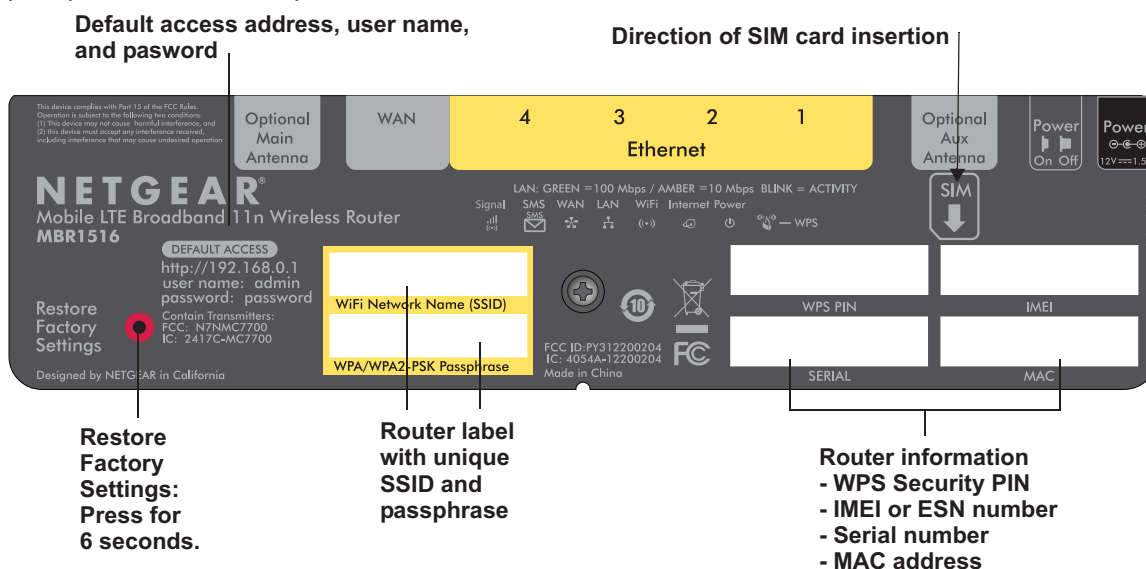 Default access address, user name,
and pasword
Direction of SIM card insertion
This device complies with Part 15 of the FCC Rules.
Operation is subject to the following two conditions:
(1) This device may not cause harmful interference, and
(2) this device must accept any interference received,
including interference that may cause undesired operation
Optional
Main
Antenna
WAN
4 3 2 1
Ethernet
Optional
Aux
Antenna
Power
On Off
Power
12V 1.5
NETGEAR®
Mobile LTE Broadband 11n Wireless Router
MBR1516
LAN: GREEN =100 Mbps / AMBER =10 Mbps BLINK = ACTIVITY
Signal SMS WAN LAN WiFi Internet Power
SMS
— WPS
SIM
DEFAULT ACCESS
http://192.168.0.1
user name: admin
password: password
Contain Transmitters:
FCC: N7NMC7700
IC: 2417C-MC7700
Restore
Factory
Settings
Designed by NETGEAR in California
WiFi Network Name (SSID)
WPA/WPA2-PSK Passphrase
10
FCC ID:PY312200204
IC: 4054A-12200204
Made in China
FC
WPS PIN
IMEI
SERIAL
MAC
Restore
Factory
Settings:
Press for
6 seconds.
Router label
with unique
SSID and
passphrase
Router information
- WPS Security PIN
- IMEI or ESN number
- Serial number
- MAC address